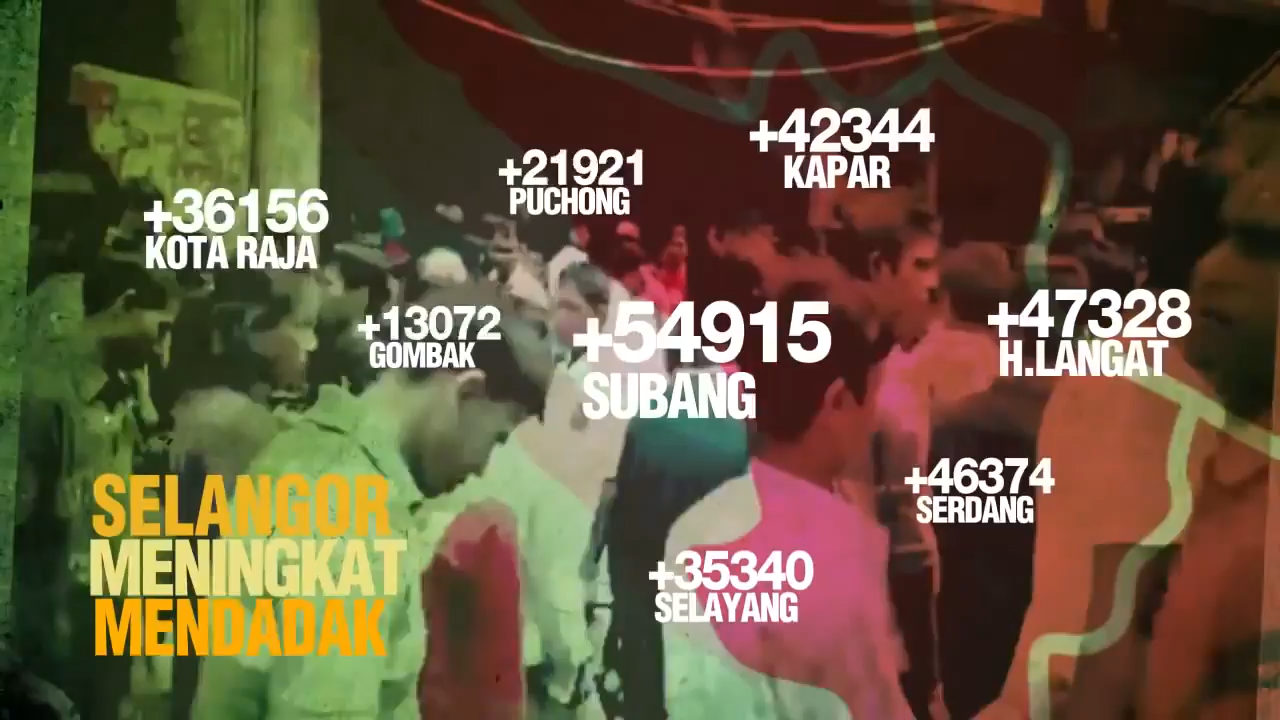 +42344
KAPAR
+21921
PUCHONG
+36156
KOTA RAJA
+13072
GOMBAK
+54915
SUBANG
+47328
H.LANGAT
+46374
SERDANG
+35340
SELAYANG
SELANGOR
MENINGKAT
MENDADAK